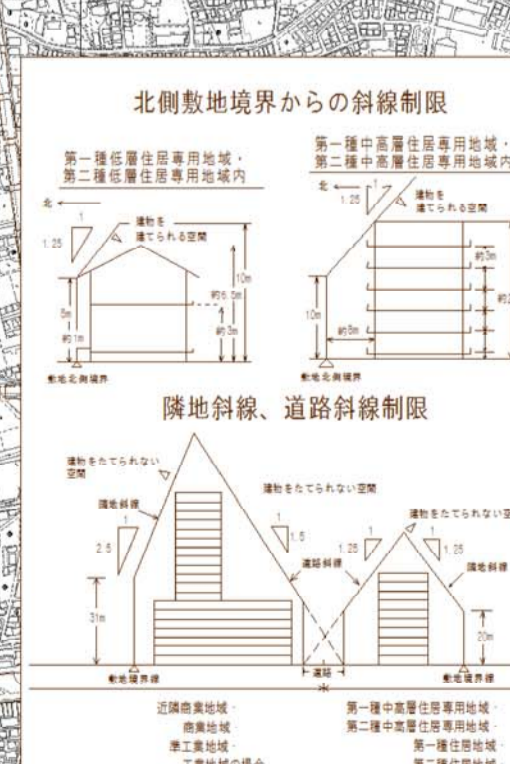 北側敷地境界からの斜線制限
第一種低層住居専用地域・
第二種低層住居専用地域内
北
1
1.25
建物を
建てられる空間
5m
約1m
約6.5m
約3m
10m
敷地北側境界
第一種中高層住居専用地域・
第二種中高層住居専用地域内
北
1
1.25
建物を
建てられる空間
10m
約8m
約3m
敷地北側境界
隣地斜線、道路斜線制限
建物をたてられない
空間
隣地斜線
1
2.5
31m
敷地境界線
建物をたてられない空間
1
1.5
道路斜線
道路
建物をたてられない空
1
1.25
1
1.25
隣地斜線
20m
敷地境界線
近隣商業地域・
商業地域・
準工業地域・
工業地域の場合
第一種中高層住居専用地域・
第二種中高層住居専用地域・
第一種住居地域・
第二種住居地域・